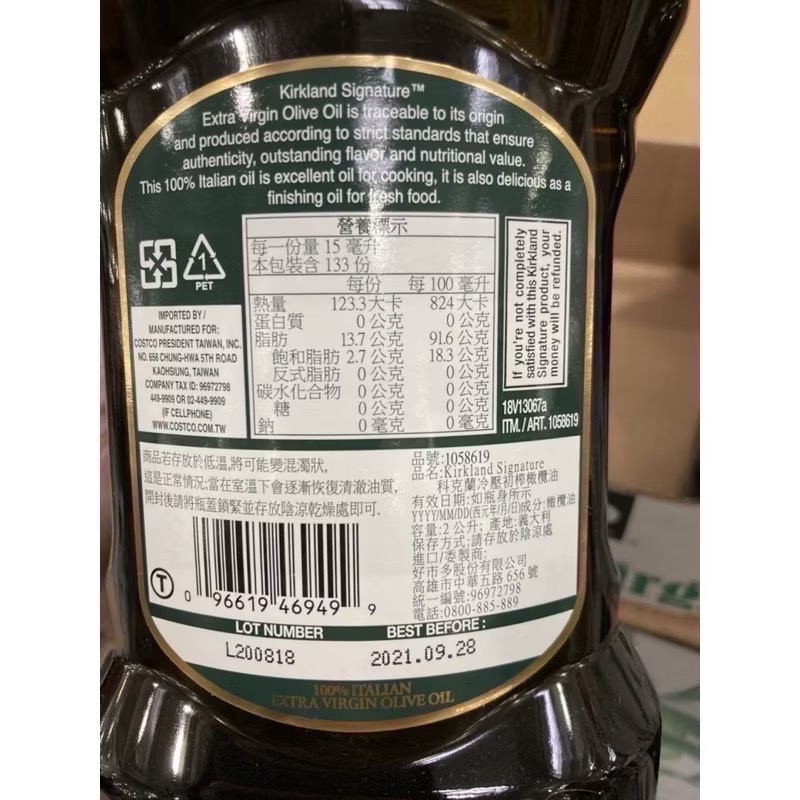 Kirkland Signature™
Extra Virgin Olive Oil is traceable to its origin
and produced according to strict standards that ensure
authenticity, outstanding flavor and nutritional value.
This 100% Italian oil is excellent oil for cooking, it is also delicious as a
finishing oil for fresh food.
營養標示
每一份量 15 毫升
本包裝含 133 份
每份 每 100 毫升
熱量 123.3大卡 824 大卡
蛋白質 0 公克 0 公克
脂肪 13.7 公克 91.6 公克
飽和脂肪 2.7 公克 18.3 公克
反式脂肪 0 公克 0 公克
碳水化合物 0 公克 0 公克
糖 0 公克 0 公克
鈉 0 毫克 0 毫克
1
PET
IMPORTED BY /
MANUFACTURED FOR:
COSTCO PRESIDENT TAIWAN, INC.
NO. 656 CHUNG-HWA 5TH ROAD
KAOHSIUNG, TAIWAN
COMPANY TAX ID: 96972798
449-9909 OR 02-449-9909
(IF CELLPHONE)
WWW.COSTCO.COM.TW
If you're not completely
satisfied with this Kirkland
Signature product, your
money will be refunded.
18V13067a
ITM. / ART. 1058619
商品若存放於低溫,將可能變混濁狀,
這是正常情況;當在室溫下會逐漸恢復清澈油質,
開封後請將瓶蓋鎖緊並存放陰涼乾燥處即可.
品號:1058619
品名:Kirkland Signature
科克蘭冷壓初榨橄欖油
有效日期:如瓶身所示
YYYY/MM/DD(西元年/月/日)成分:橄欖油
容量:2 公升; 產地:義大利
保存方式:請存放於陰涼處
進口/委製商:
好市多股份有限公司
高雄市中華五路 656 號
統一編號:96972798
電話:0800-885-889
T
0 96619 46949 9
LOT NUMBER BEST BEFORE :
L200818 2021.09.28
100% ITALIAN
EXTRA VIRGIN OLIVE OIL